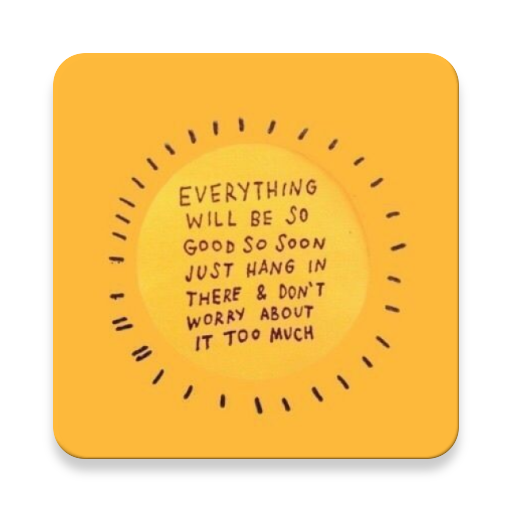 EVERYTHING
WILL BE SO
GOOD SO SOON
JUST HANG IN
THERE & DON'T
WORRY ABOUT
IT TOO MUCH